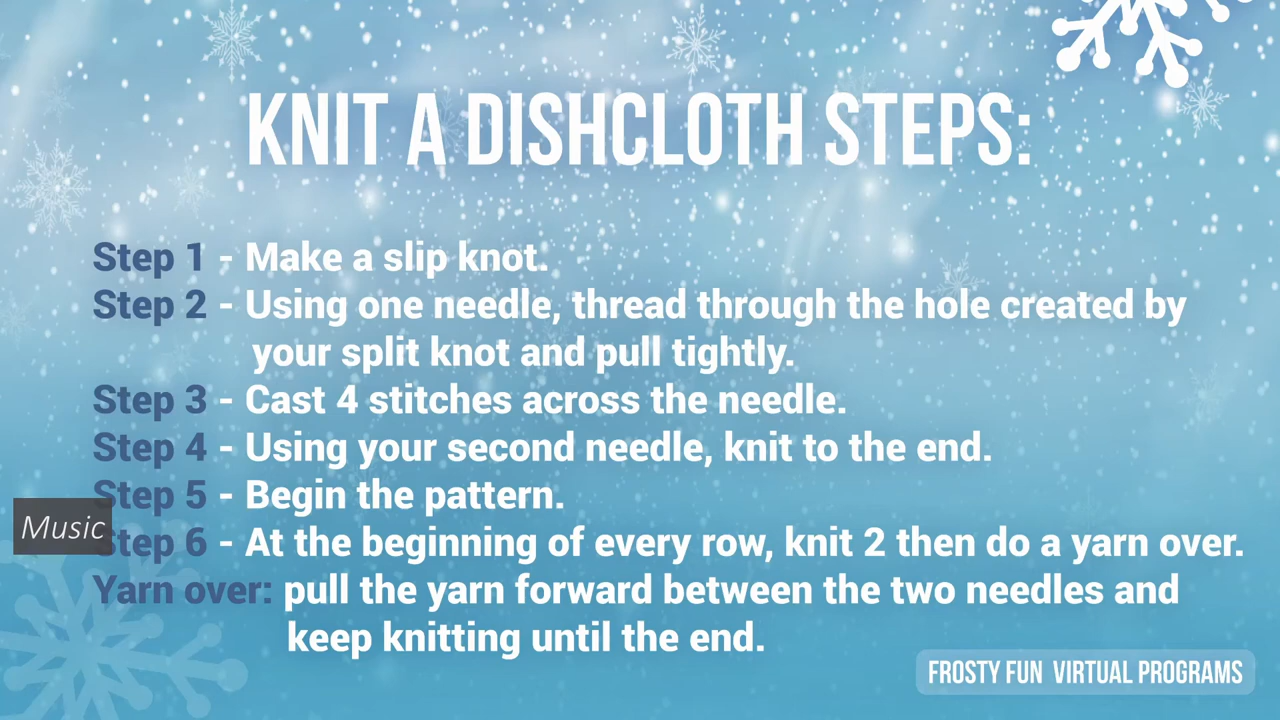 KNIT A DISHCLOTH STEPS:
Step 1 - Make a slip knot.
Step 2 - Using one needle, thread through the hole created by
your split knot and pull tightly.
Step 3 - Cast 4 stitches across the needle.
Step 4 - Using your second needle, knit to the end.
Step 5 - Begin the pattern.
Music
Step 6 - At the beginning of every row, knit 2 then do a yarn over.
Yarn over: pull the yarn forward between the two needles and
keep knitting until the end.
FROSTY FUN VIRTUAL PROGRAMS